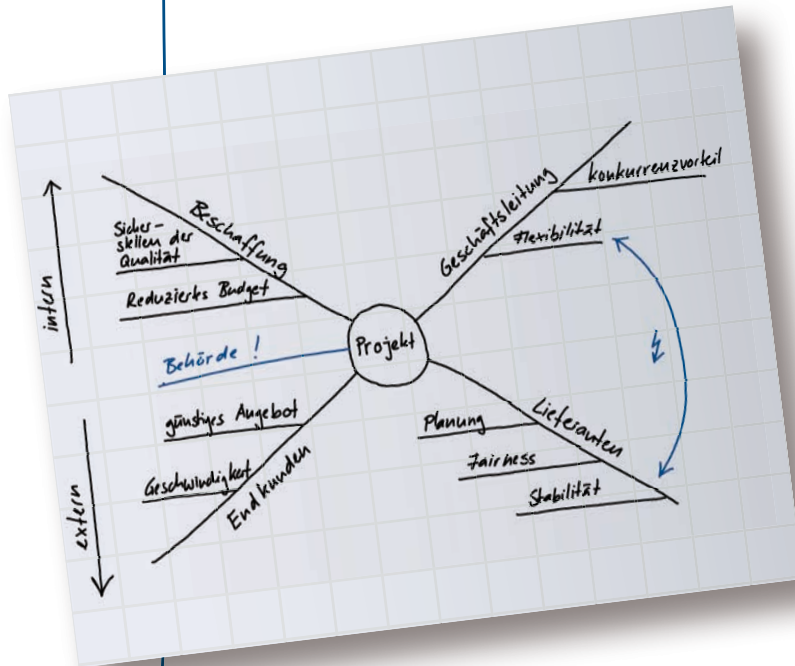 intern
Beschaffung
Sicher-
stellen der
Qualität
Reduziertes Budget
Behörde !
Projekt
Geschäftsleitung
Konkurrenzvorteil
Flexibilität
extern
günstiges Angebot
Geschwindigkeit
Endkunden
Lieferanten
Planung
Fairness
Stabilität